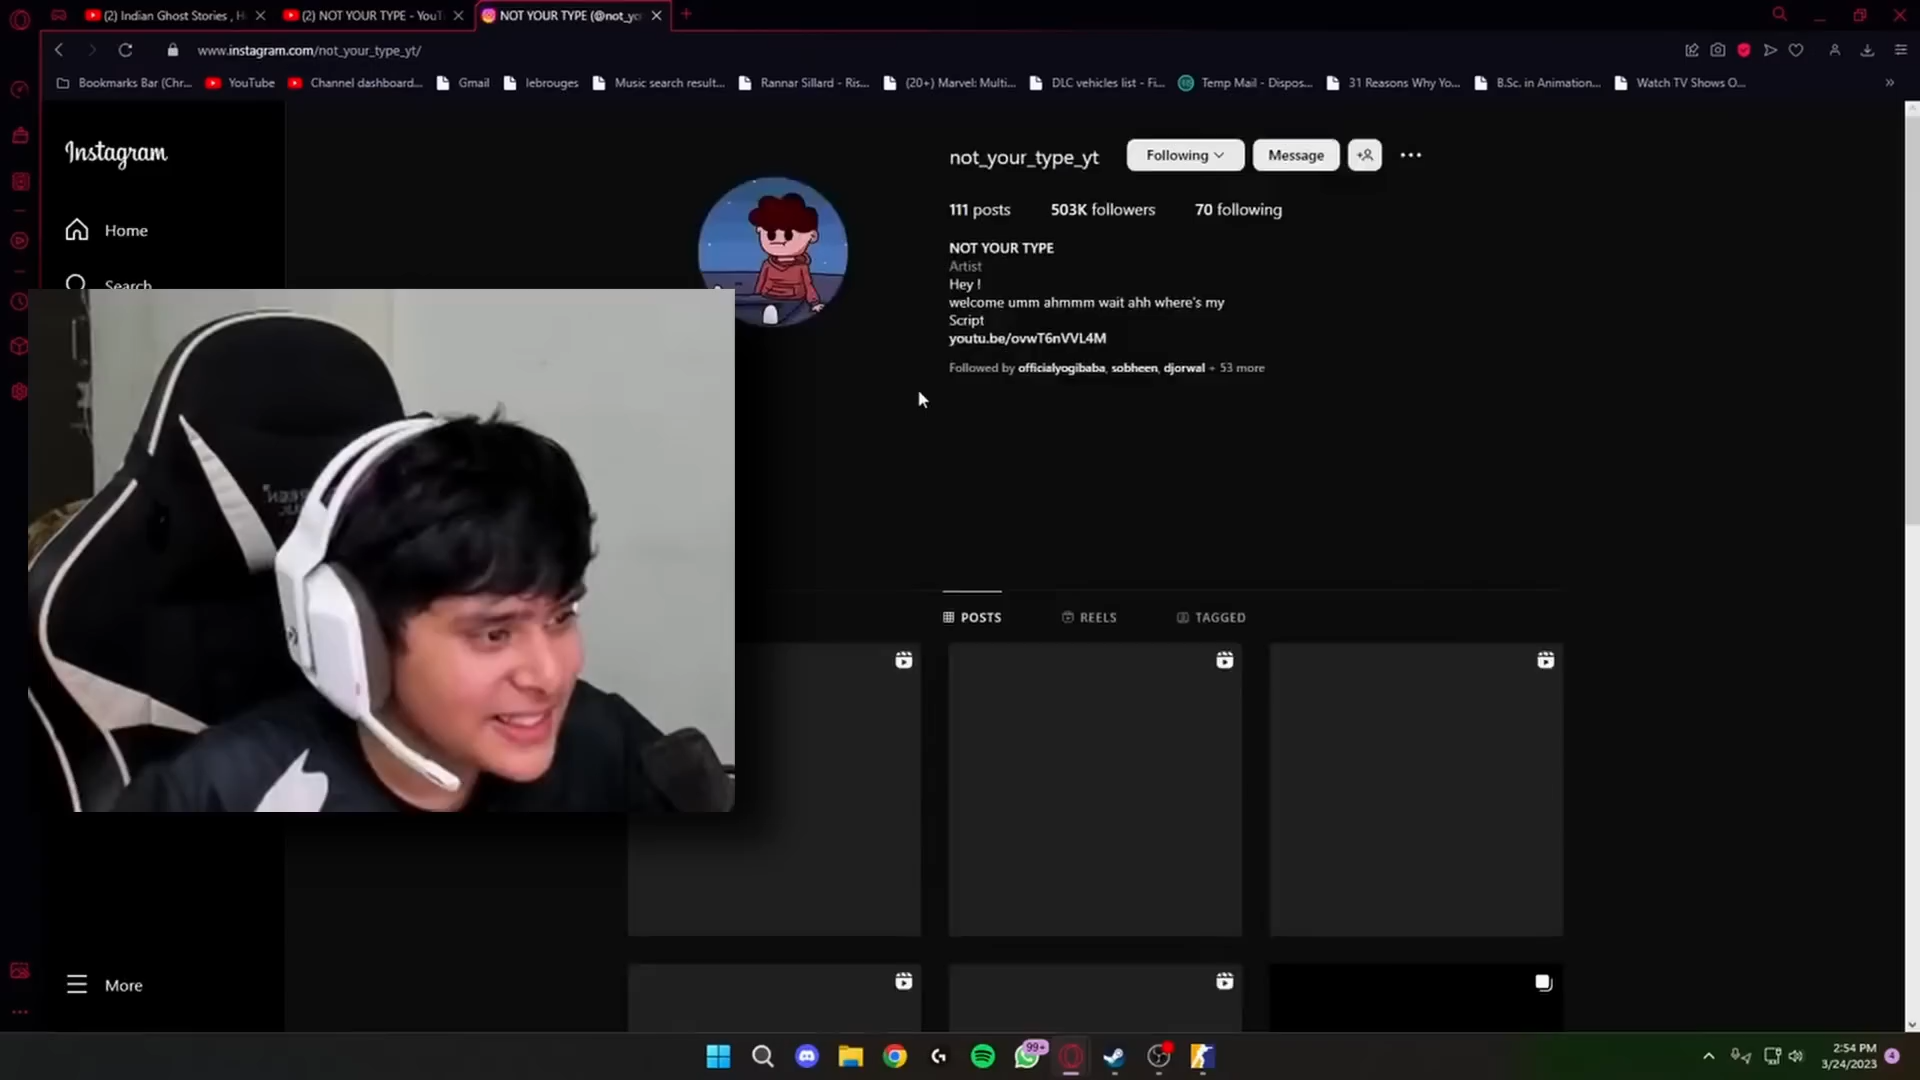 (2) Indian Ghost Stories , H
(2) NOT YOUR TYPE - YouT
NOT YOUR TYPE (@not_yo
www.instagram.com/not_your_type_yt/
Bookmarks Bar (Chr...
YouTube
Channel dashboard...
Gmail
lebrouges
Music search result...
Rannar Sillard - Ris...
(20+) Marvel: Multi...
DLC vehicles list - Fi...
Temp Mail - Dispos...
31 Reasons Why Yo...
B.Sc. in Animation...
Watch TV Shows O...
Instagram
Home
Search
More
not_your_type_yt
Following
Message
111 posts
503K followers
70 following
NOT YOUR TYPE
Artist
Hey !
welcome umm ahmmm wait ahh where's my
Script
youtu.be/ovwT6nVVL4M
Followed by officialyogibaba, sobheen, djorwal + 53 more
POSTS
REELS
TAGGED
99+
2:54 PM
3/24/2023
4